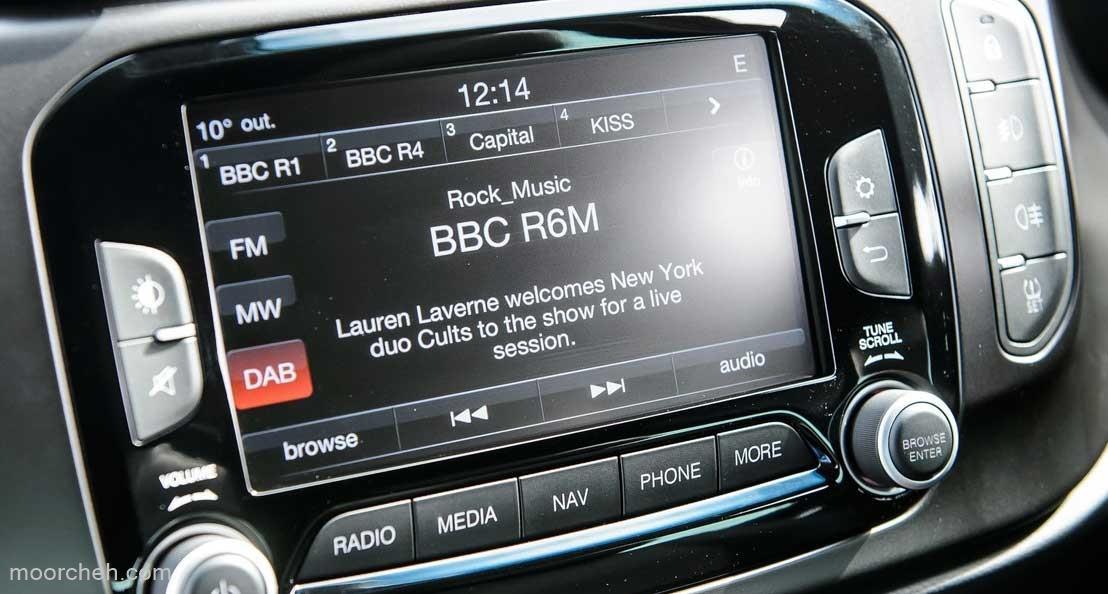 12:14
E
10° out.
1 BBC R1
2 BBC R4
3 Capital
4 KISS
Info
Rock_Music
BBC R6M
FM
MW
DAB
Lauren Laverne welcomes New York
duo Cults to the show for a live
session.
browse
audio
TUNE
SCROLL
VOLUME
BROWSE
ENTER
RADIO
MEDIA
NAV
PHONE
MORE
SET
moorcheh.com